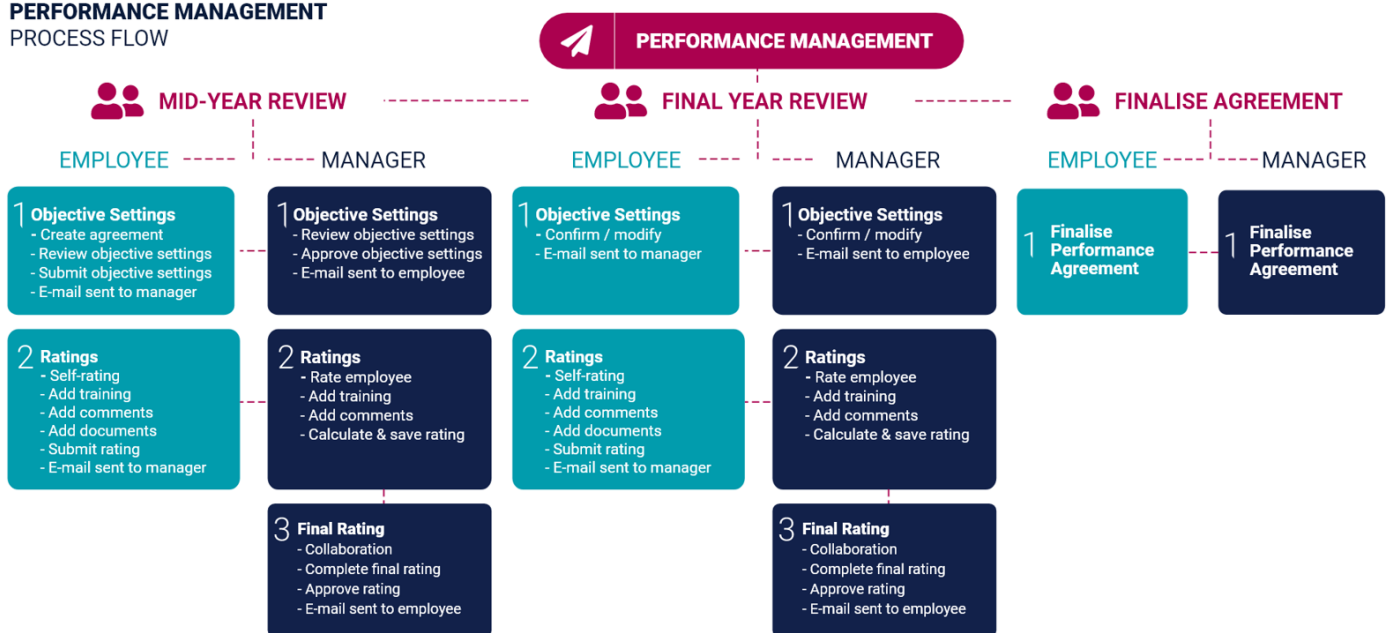 PERFORMANCE MANAGEMENT
PROCESS FLOW
PERFORMANCE MANAGEMENT
MID-YEAR REVIEW
FINAL YEAR REVIEW
FINALISE AGREEMENT
EMPLOYEE
MANAGER
EMPLOYEE
MANAGER
EMPLOYEE
MANAGER
1 Objective Settings
- Create agreement
- Review objective settings
- Submit objective settings
- E-mail sent to manager
1 Objective Settings
- Review objective settings
- Approve objective settings
- E-mail sent to employee
1 Objective Settings
- Confirm / modify
- E-mail sent to manager
1 Objective Settings
- Confirm / modify
- E-mail sent to employee
1 Finalise
Performance
Agreement
1 Finalise
Performance
Agreement
2 Ratings
- Self-rating
- Add training
- Add comments
- Add documents
- Submit rating
- E-mail sent to manager
2 Ratings
- Rate employee
- Add training
- Add comments
- Calculate & save rating
2 Ratings
- Self-rating
- Add training
- Add comments
- Add documents
- Submit rating
- E-mail sent to manager
2 Ratings
- Rate employee
- Add training
- Add comments
- Calculate & save rating
3 Final Rating
- Collaboration
- Complete final rating
- Approve rating
- E-mail sent to employee
3 Final Rating
- Collaboration
- Complete final rating
- Approve rating
- E-mail sent to employee